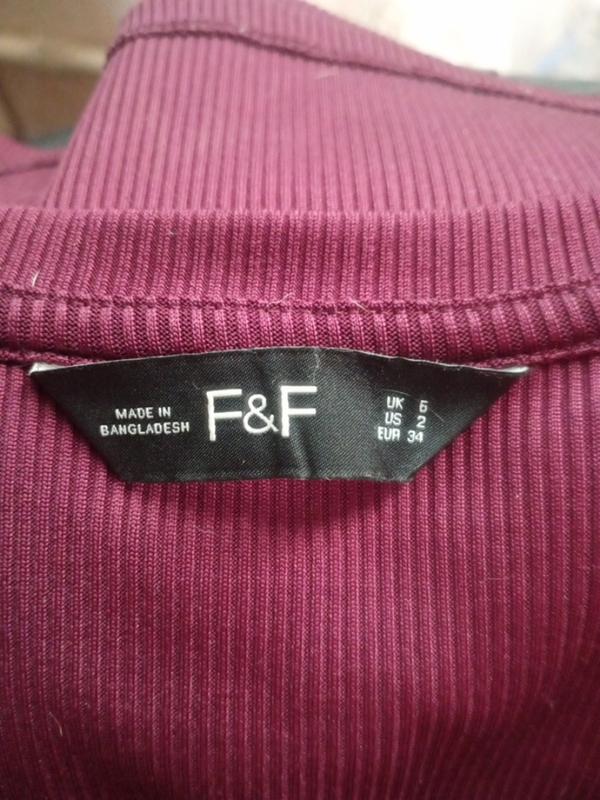 MADE IN
BANGLADESH
F&F
UK 6
US 2
EUR 34